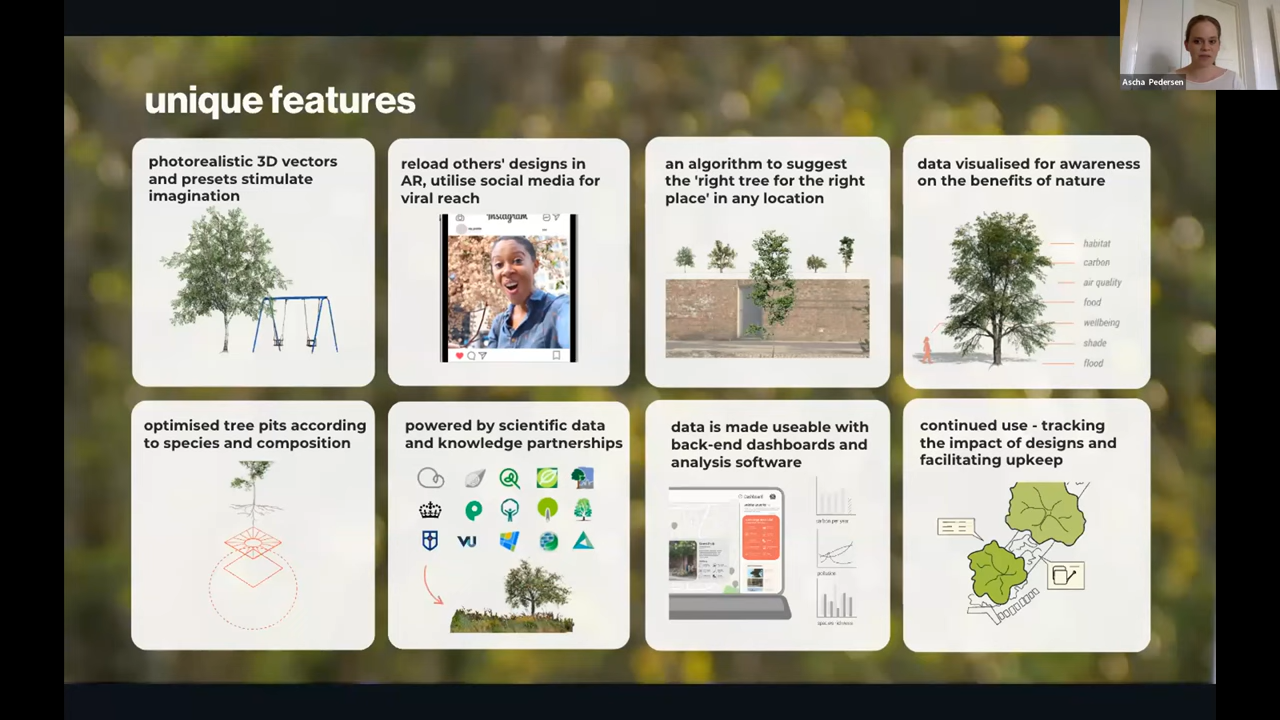 Ascha Pedersen
unique features
photorealistic 3D vectors
and presets stimulate
imagination
reload others' designs in
AR, utilise social media for
viral reach
Instagram
an algorithm to suggest
the 'right tree for the right
place' in any location
data visualised for awareness
on the benefits of nature
habitat
carbon
air quality
food
wellbeing
shade
flood
optimised tree pits according
to species and composition
powered by scientific data
and knowledge partnerships
VU
data is made useable with
back-end dashboards and
analysis software
Dashboard
pollution
continued use - tracking
the impact of designs and
facilitating upkeep